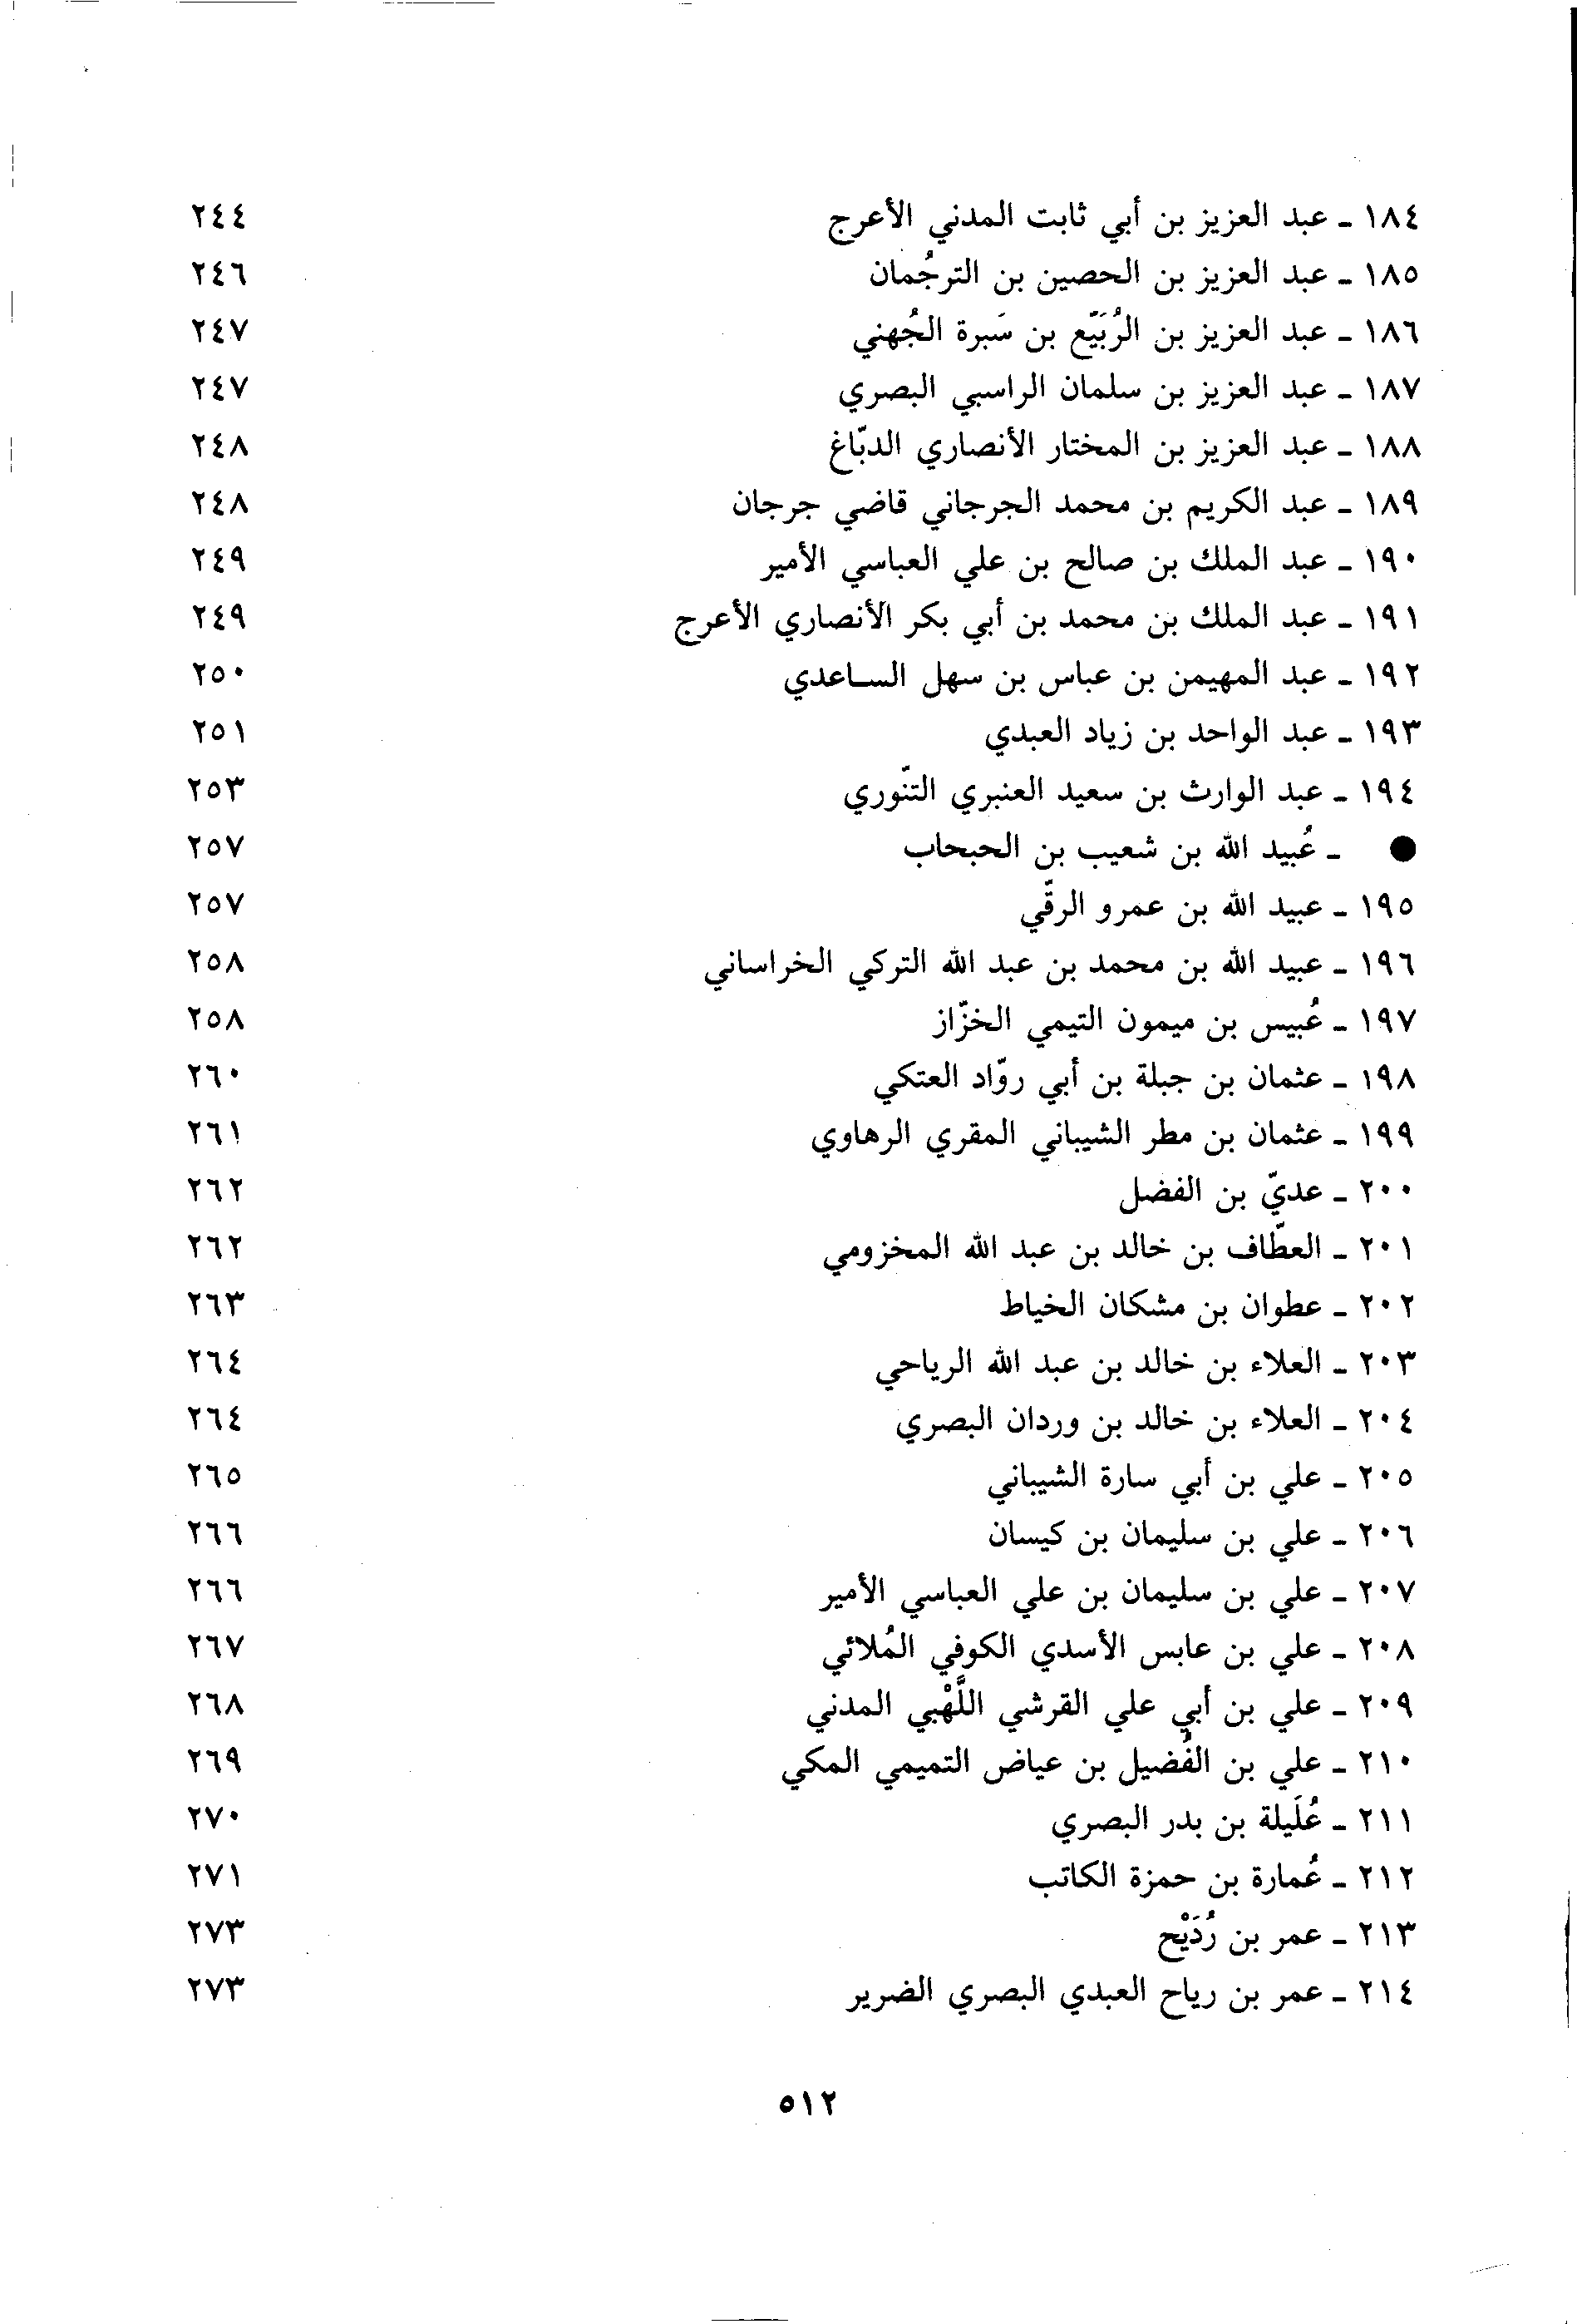 ١٨٤ ـ عبد العزيز بن أبي ثابت المدني الأعرج ٢٤٤
١٨٥ ـ عبد العزيز بن الحصين بن الترجُمان ٢٤٦
١٨٦ ـ عبد العزيز بن الرُبَيّع بن سَبرة الجُهني ٢٤٧
١٨٧ ـ عبد العزيز بن سلمان الراسبي البصري ٢٤٧
١٨٨ ـ عبد العزيز بن المختار الأنصاري الدبّاغ ٢٤٨
١٨٩ ـ عبد الكريم بن محمد الجرجاني قاضي جرجان ٢٤٨
١٩٠ ـ عبد الملك بن صالح بن علي العباسي الأمير ٢٤٩
١٩١ ـ عبد الملك بن محمد بن أبي بكر الأنصاري الأعرج ٢٤٩
١٩٢ ـ عبد المهيمن بن عباس بن سهل الساعدي ٢٥٠
١٩٣ ـ عبد الواحد بن زياد العبدي ٢٥١
١٩٤ ـ عبد الوارث بن سعيد العنبري التنّوري ٢٥٣
● ـ عُبيد الله بن شعيب بن الحبحاب ٢٥٧
١٩٥ ـ عبيد الله بن عمرو الرقّي ٢٥٧
١٩٦ ـ عبيد الله بن محمد بن عبد الله التركي الخراساني ٢٥٨
١٩٧ ـ عُبيس بن ميمون التيمي الخزّاز ٢٥٨
١٩٨ ـ عثمان بن جبلة بن أبي روّاد العتكي ٢٦٠
١٩٩ ـ عثمان بن مطر الشيباني المقري الرهاوي ٢٦١
٢٠٠ ـ عديّ بن الفضل ٢٦٢
٢٠١ ـ العطّاف بن خالد بن عبد الله المخزومي ٢٦٢
٢٠٢ ـ عطوان بن مشكان الخياط ٢٦٣
٢٠٣ ـ العلاء بن خالد بن عبد الله الرياحي ٢٦٤
٢٠٤ ـ العلاء بن خالد بن وردان البصري ٢٦٤
٢٠٥ ـ علي بن أبي سارة الشيباني ٢٦٥
٢٠٦ ـ علي بن سليمان بن كيسان ٢٦٦
٢٠٧ ـ علي بن سليمان بن علي العباسي الأمير ٢٦٦
٢٠٨ ـ علي بن عابس الأسدي الكوفي المُلائي ٢٦٧
٢٠٩ ـ علي بن أبي علي القرشي اللَّهْبي المدني ٢٦٨
٢١٠ ـ علي بن الفُضيل بن عياض التميمي المكي ٢٦٩
٢١١ ـ عُلَيلة بن بدر البصري ٢٧٠
٢١٢ ـ عُمارة بن حمزة الكاتب ٢٧١
٢١٣ ـ عمر بن رُدَيْح ٢٧٣
٢١٤ ـ عمر بن رياح العبدي البصري الضرير ٢٧٣
٥١٢